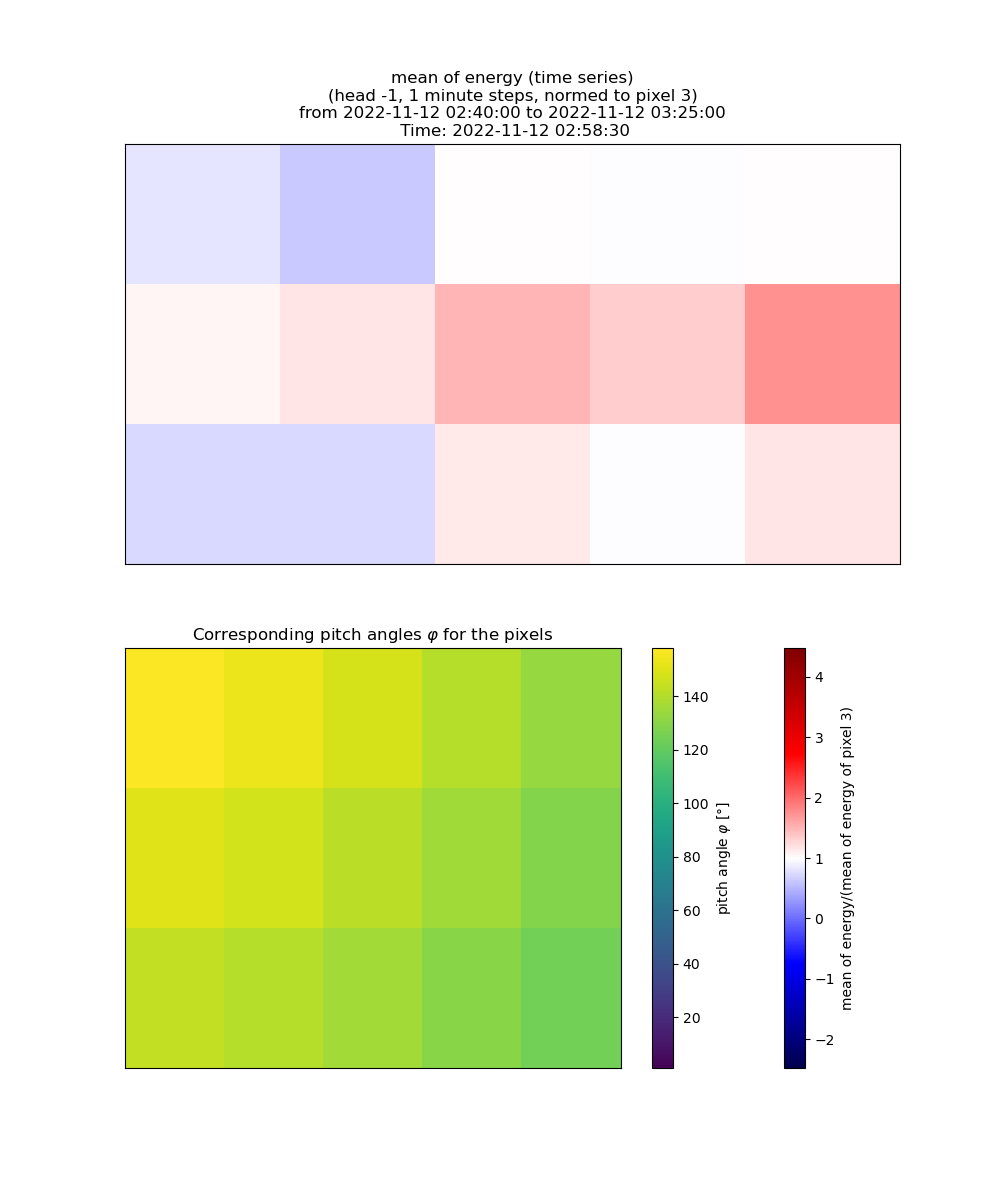 mean of energy (time series)
(head -1, 1 minute steps, normed to pixel 3)
from 2022-11-12 02:40:00 to 2022-11-12 03:25:00
Time: 2022-11-12 02:58:30
Corresponding pitch angles φ for the pixels
140
120
100
80
60
40
20
pitch angle φ [°]
4
3
2
1
0
−1
−2
mean of energy/(mean of energy of pixel 3)